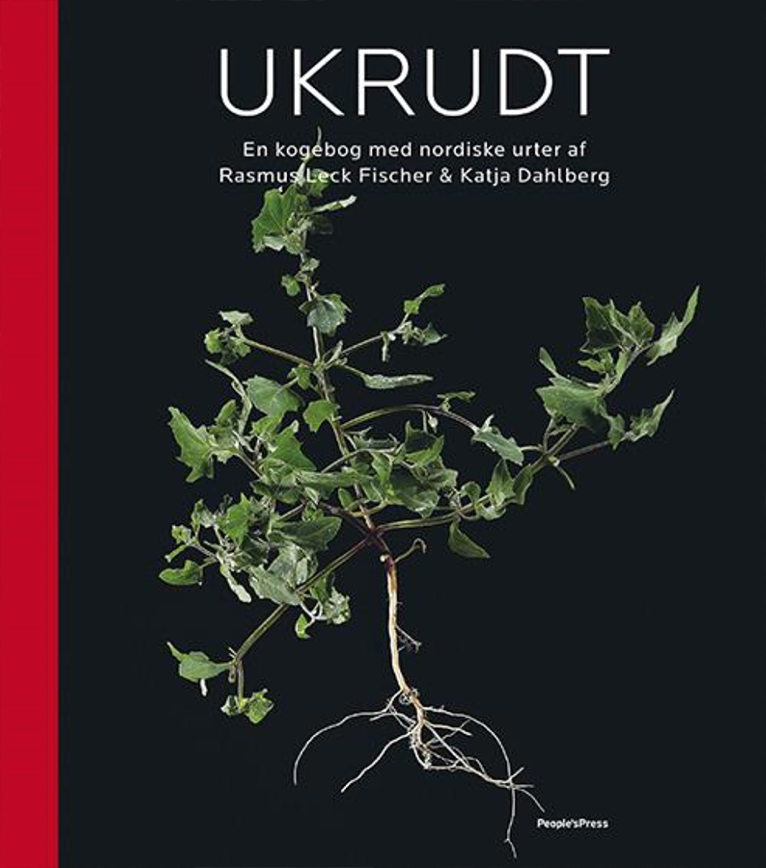 UKRUDT
En kogebog med nordiske urter af
Rasmus Leck Fischer & Katja Dahlberg
People'sPress